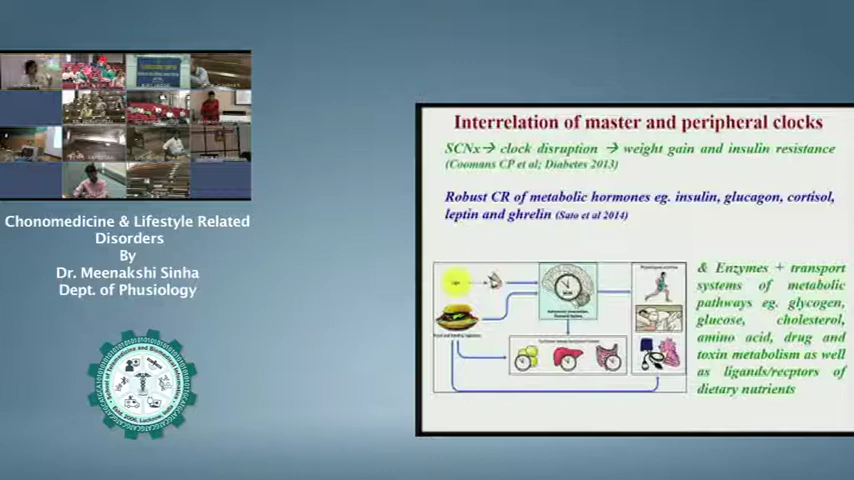 Chonomedicine & Lifestyle Related
Disorders
By
Dr. Meenakshi Sinha
Dept. of Phusiology
Interrelation of master and peripheral clocks
SCNx→ clock disruption → weight gain and insulin resistance
(Coomans CP et al; Diabetes 2013)
Robust CR of metabolic hormones eg. insulin, glucagon, cortisol,
leptin and ghrelin (Sato et al 2014)
Light
& Enzymes + transport
systems of metabolic
pathways eg. glycogen,
glucose, cholesterol,
amino acid, drug and
toxin metabolism as well
as ligands/recptors of
dietary nutrients